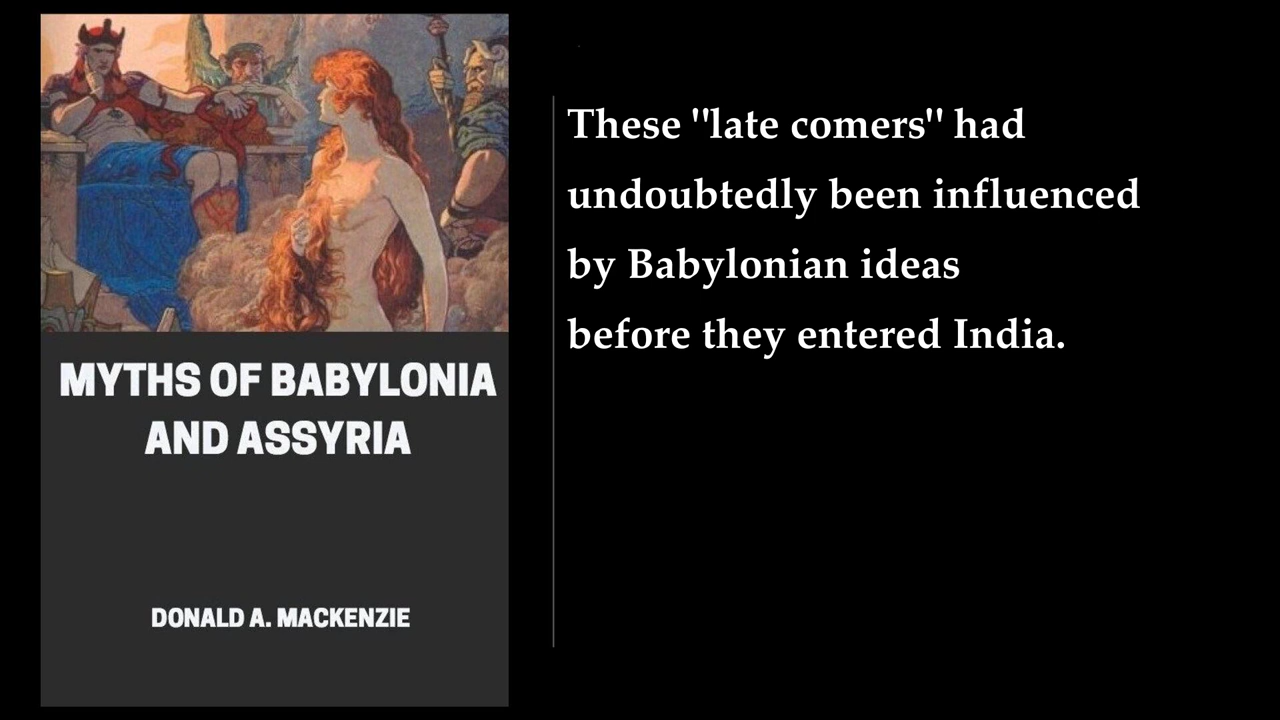 MYTHS OF BABYLONIA
AND ASSYRIA
DONALD A. MACKENZIE
These "late comers" had
undoubtedly been influenced
by Babylonian ideas
before they entered India.